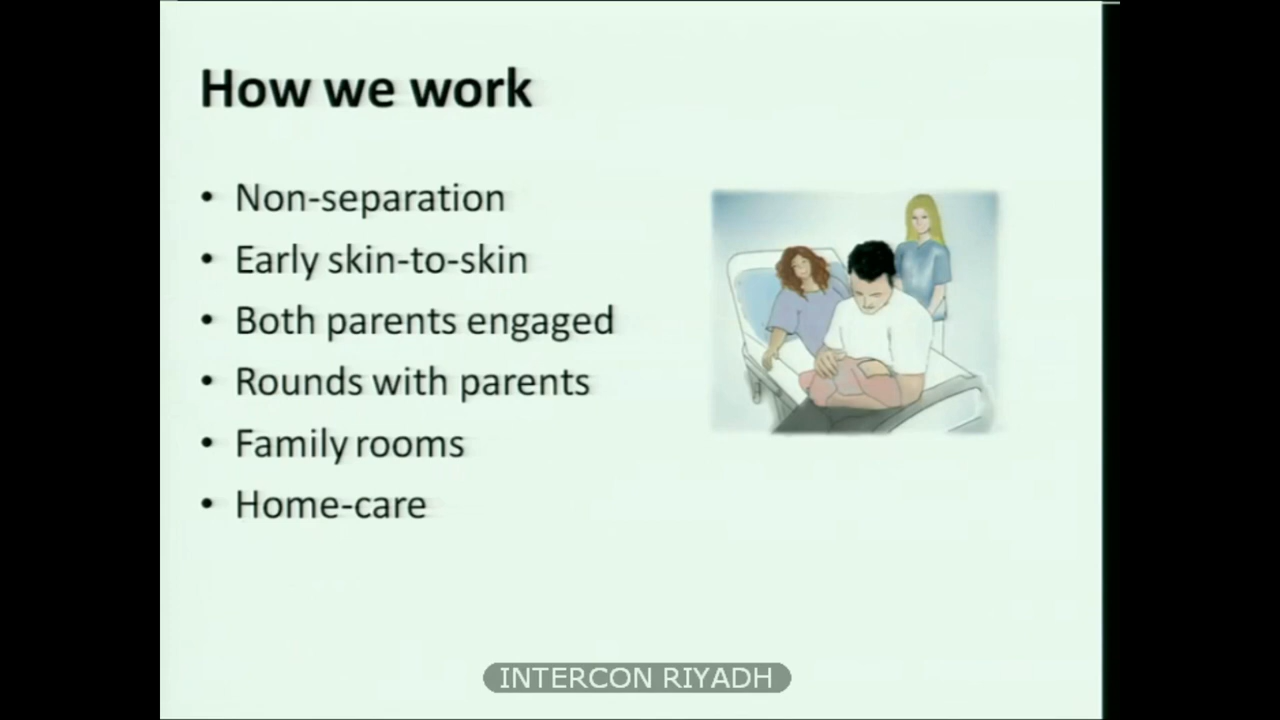 How we work
• Non-separation
• Early skin-to-skin
• Both parents engaged
• Rounds with parents
• Family rooms
• Home-care
INTERCON RIYADH